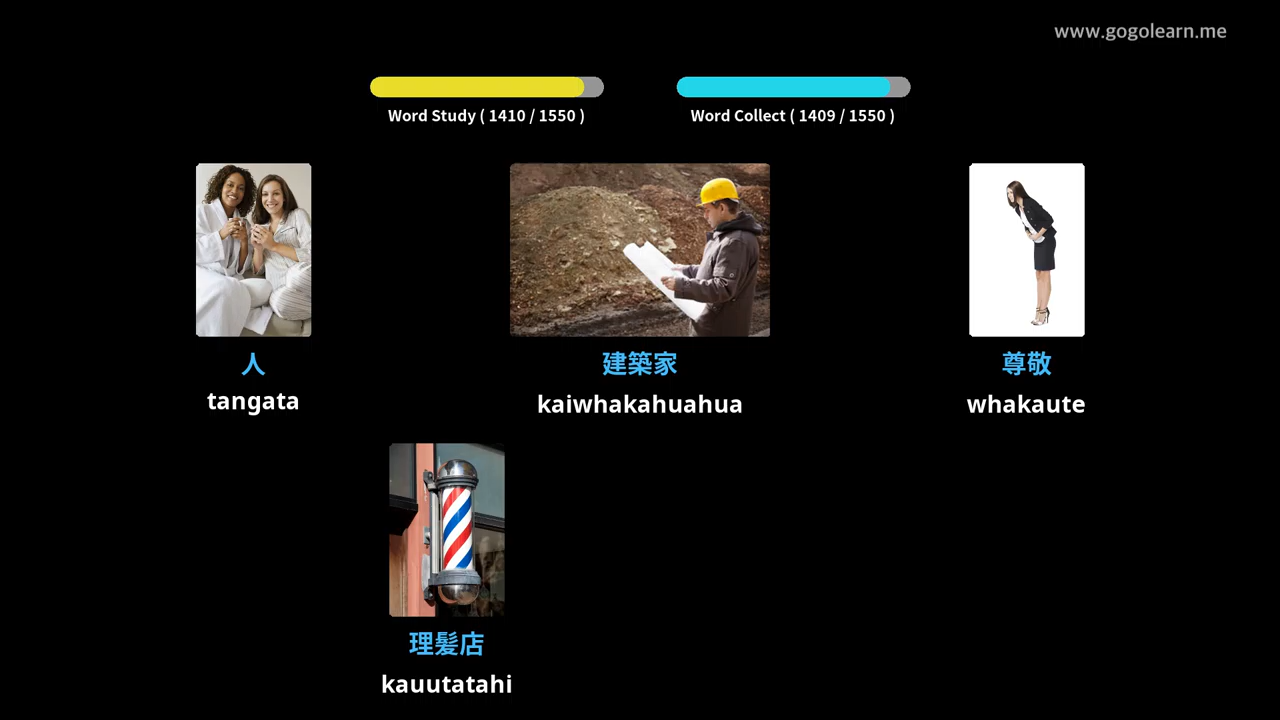 www.gogolearn.me
Word Study ( 1410 / 1550 )
Word Collect ( 1409 / 1550 )
人
tangata
建築家
kaiwhakahuahua
尊敬
whakaute
理髪店
kauutatahi